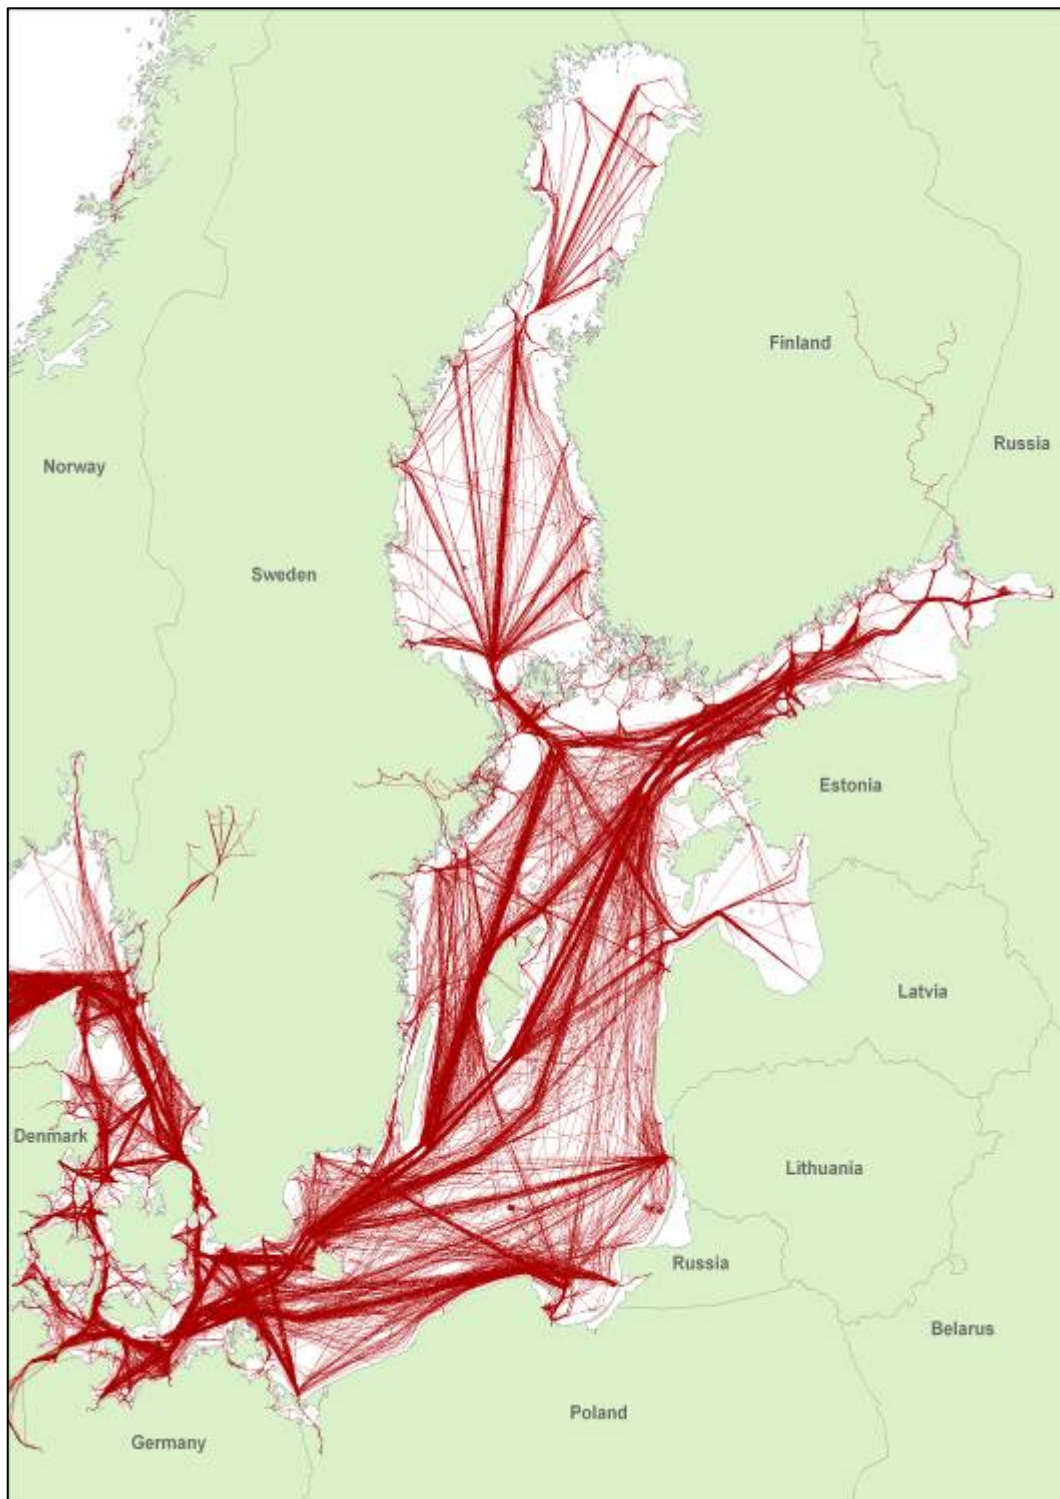 Finland
Norway
Russia
Sweden
Estonia
Latvia
Denmark
Lithuania
Russia
Belarus
Poland
Germany